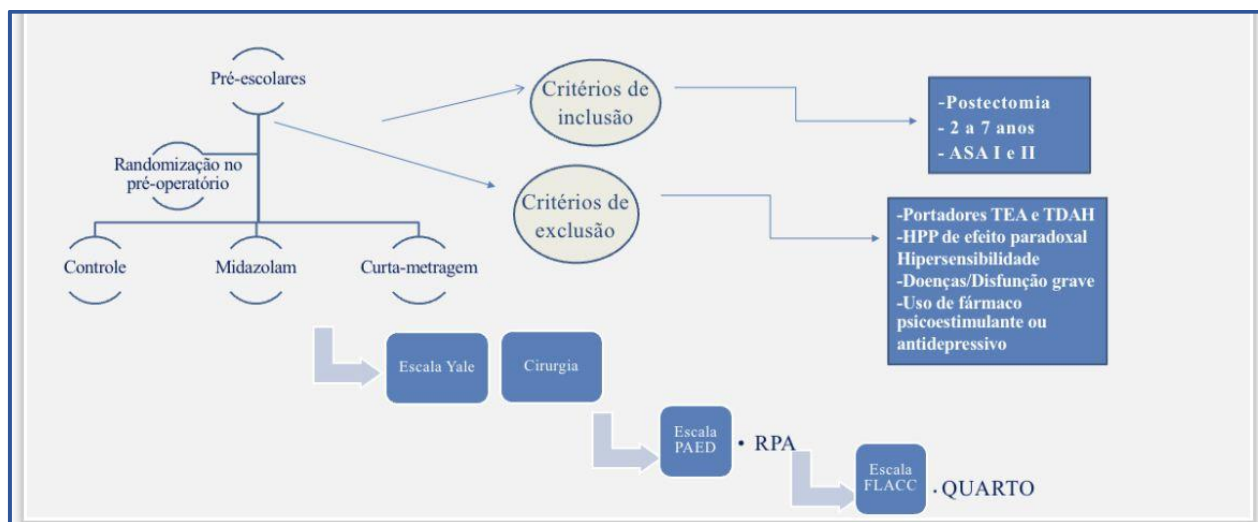 Pré-escolares
Randomização no
pré-operatório
Controle
Midazolam
Curta-metragem
Critérios de
inclusão
Critérios de
exclusão
-Postectomia
- 2 a 7 anos
- ASA I e II
-Portadores TEA e TDAH
-HPP de efeito paradoxal
Hipersensibilidade
-Doenças/Disfunção grave
-Uso de fármaco
psicoestimulante ou
antidepressivo
Escala Yale
Cirurgia
Escala
PAED
• RPA
Escala
FLACC
• QUARTO